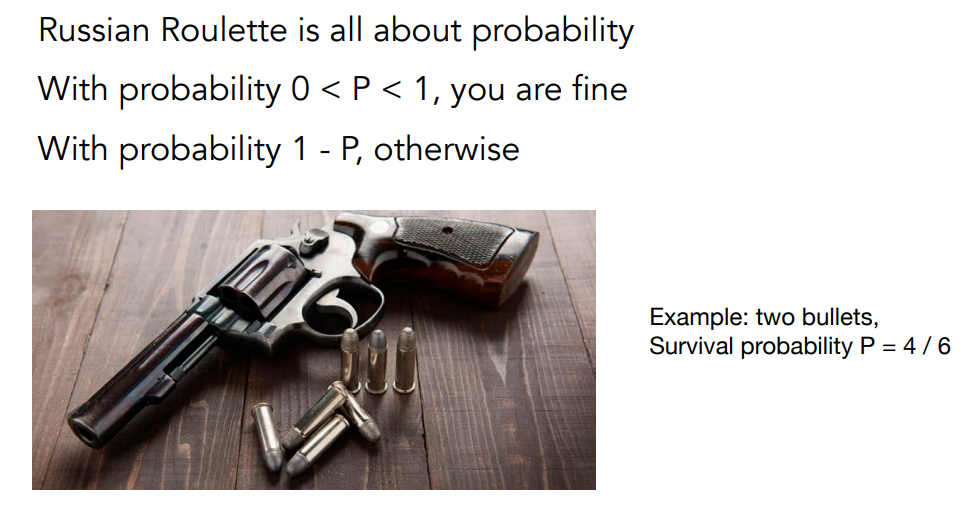 Russian Roulette is all about probability
With probability 0 < P < 1, you are fine
With probability 1 - P, otherwise
Example: two bullets,
Survival probability P = 4 / 6